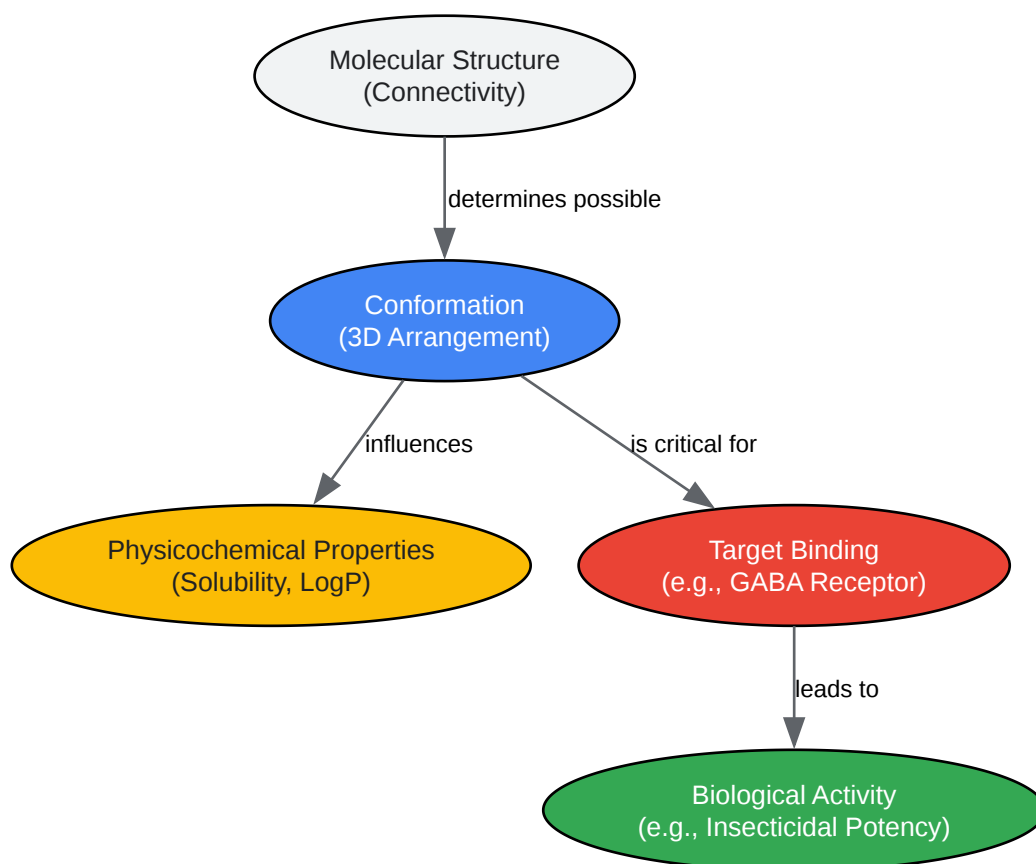 Molecular Structure
(Connectivity)
determines possible
Conformation
(3D Arrangement)
influences
is critical for
Physicochemical Properties
(Solubility, LogP)
Target Binding
(e.g., GABA Receptor)
leads to
Biological Activity
(e.g., Insecticidal Potency)